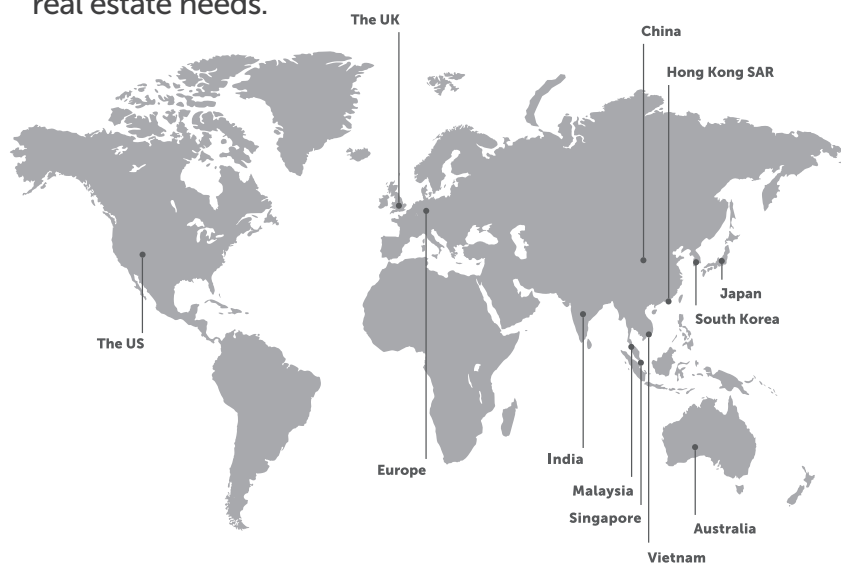 real estate needs.
The UK
China
Hong Kong SAR
Japan
South Korea
The US
India
Europe
Malaysia
Singapore
Australia
Vietnam